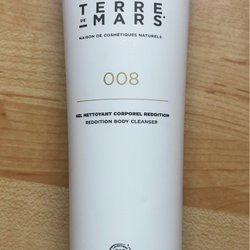 TERRE
DE
MARS
MAISON DE COSMÉTIQUES NATURELS
008
GEL NETTOYANT CORPOREL REDDITION
REDDITION BODY CLEANSER